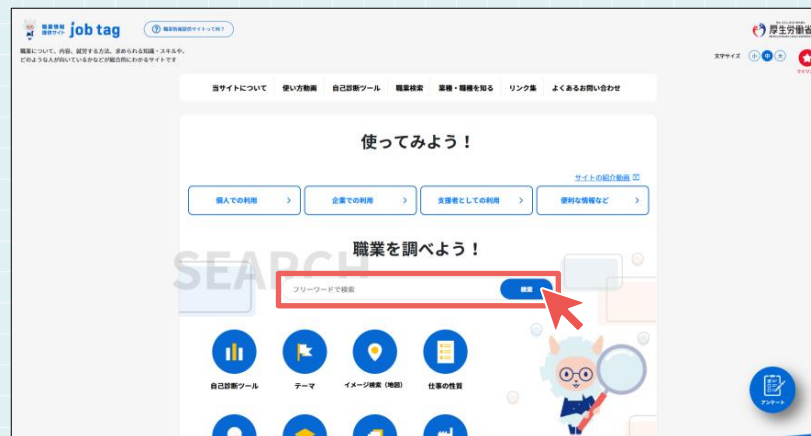 職業情報
提供サイト
job tag
? 職業情報提供サイトって何?
厚生労働省
職業について、内容、就労する方法、求められる知識・スキルや、
どのような人が向いているかなどが総合的にわかるサイトです
文字サイズ 小 中 大
当サイトについて 使い方動画 自己診断ツール 職業検索 業種・職種を知る リンク集 よくあるお問い合わせ
使ってみよう!
サイトの紹介動画
個人での利用 > 企業での利用 > 支援者としての利用 > 便利な情報など >
SEARCH
職業を調べよう!
フリーワードで検索 検索
自己診断ツール テーマ イメージ検索(地図) 仕事の性質
アンケート